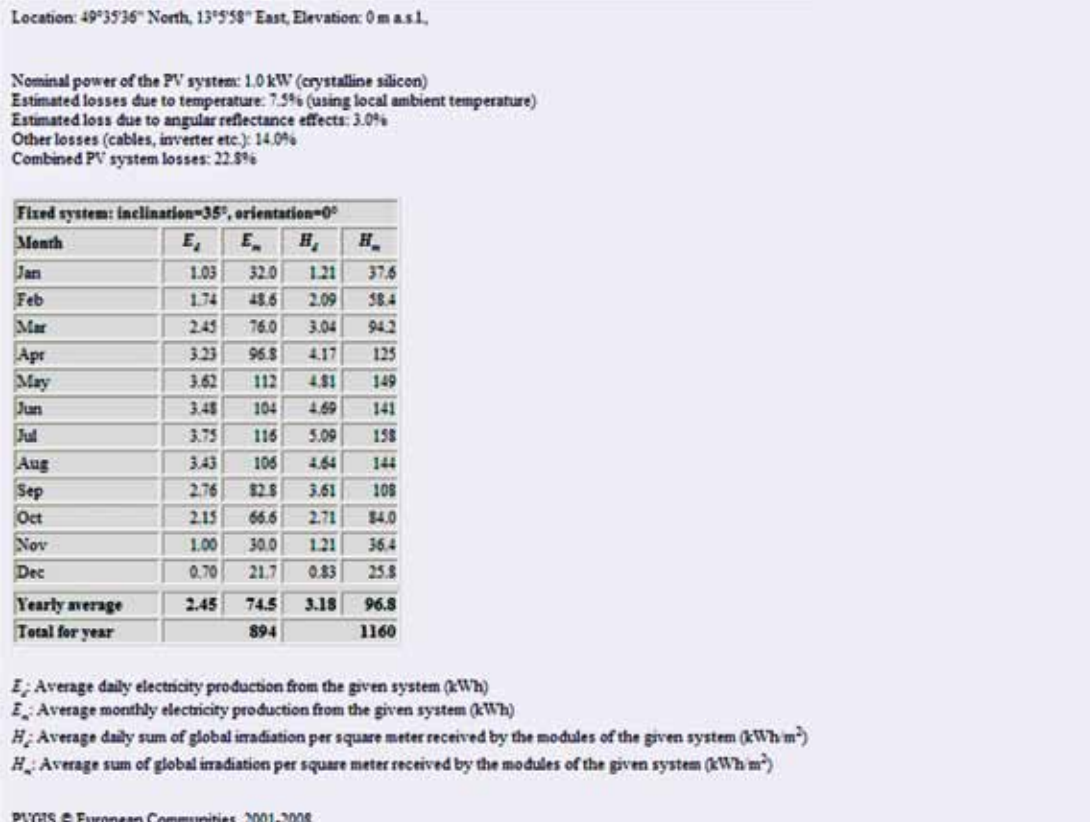 Location: 49°35'36" North, 13°5'58" East, Elevation: 0 m a.s.l.,
Nominal power of the PV system: 1.0 kW (crystalline silicon)
Estimated losses due to temperature: 7.5% (using local ambient temperature)
Estimated loss due to angular reflectance effects: 3.0%
Other losses (cables, inverter etc.): 14.0%
Combined PV system losses: 22.8%
Fixed system: inclination=35°, orientation=0°
Month Ed Em Hd Hm
Jan 1.03 32.0 1.21 37.6
Feb 1.74 48.6 2.09 58.4
Mar 2.45 76.0 3.04 94.2
Apr 3.23 96.8 4.17 125
May 3.62 112 4.81 149
Jun 3.48 104 4.69 141
Jul 3.75 116 5.09 158
Aug 3.43 106 4.64 144
Sep 2.76 82.8 3.61 108
Oct 2.15 66.6 2.71 84.0
Nov 1.00 30.0 1.21 36.4
Dec 0.70 21.7 0.83 25.8
Yearly average 2.45 74.5 3.18 96.8
Total for year 894 1160
Ed: Average daily electricity production from the given system (kWh)
Em: Average monthly electricity production from the given system (kWh)
Hd: Average daily sum of global irradiation per square meter received by the modules of the given system (kWh/m²)
Hm: Average sum of global irradiation per square meter received by the modules of the given system (kWh/m²)
PVGIS © European Communities, 2001-2008